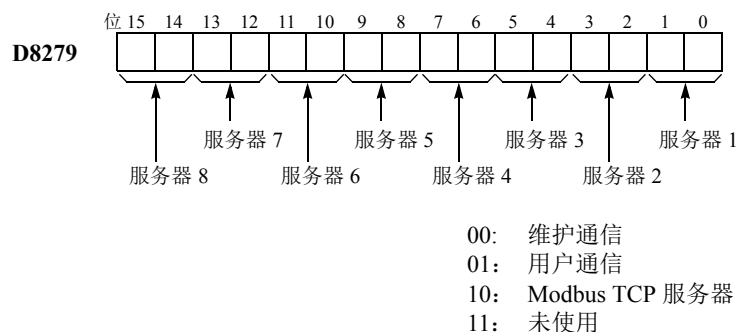 位 15 14 13 12 11 10 9 8 7 6 5 4 3 2 1 0
D8279
服务器 7 服务器 5 服务器 3 服务器 1
服务器 8 服务器 6 服务器 4 服务器 2
00: 维护通信
01： 用户通信
10： Modbus TCP 服务器
11： 未使用